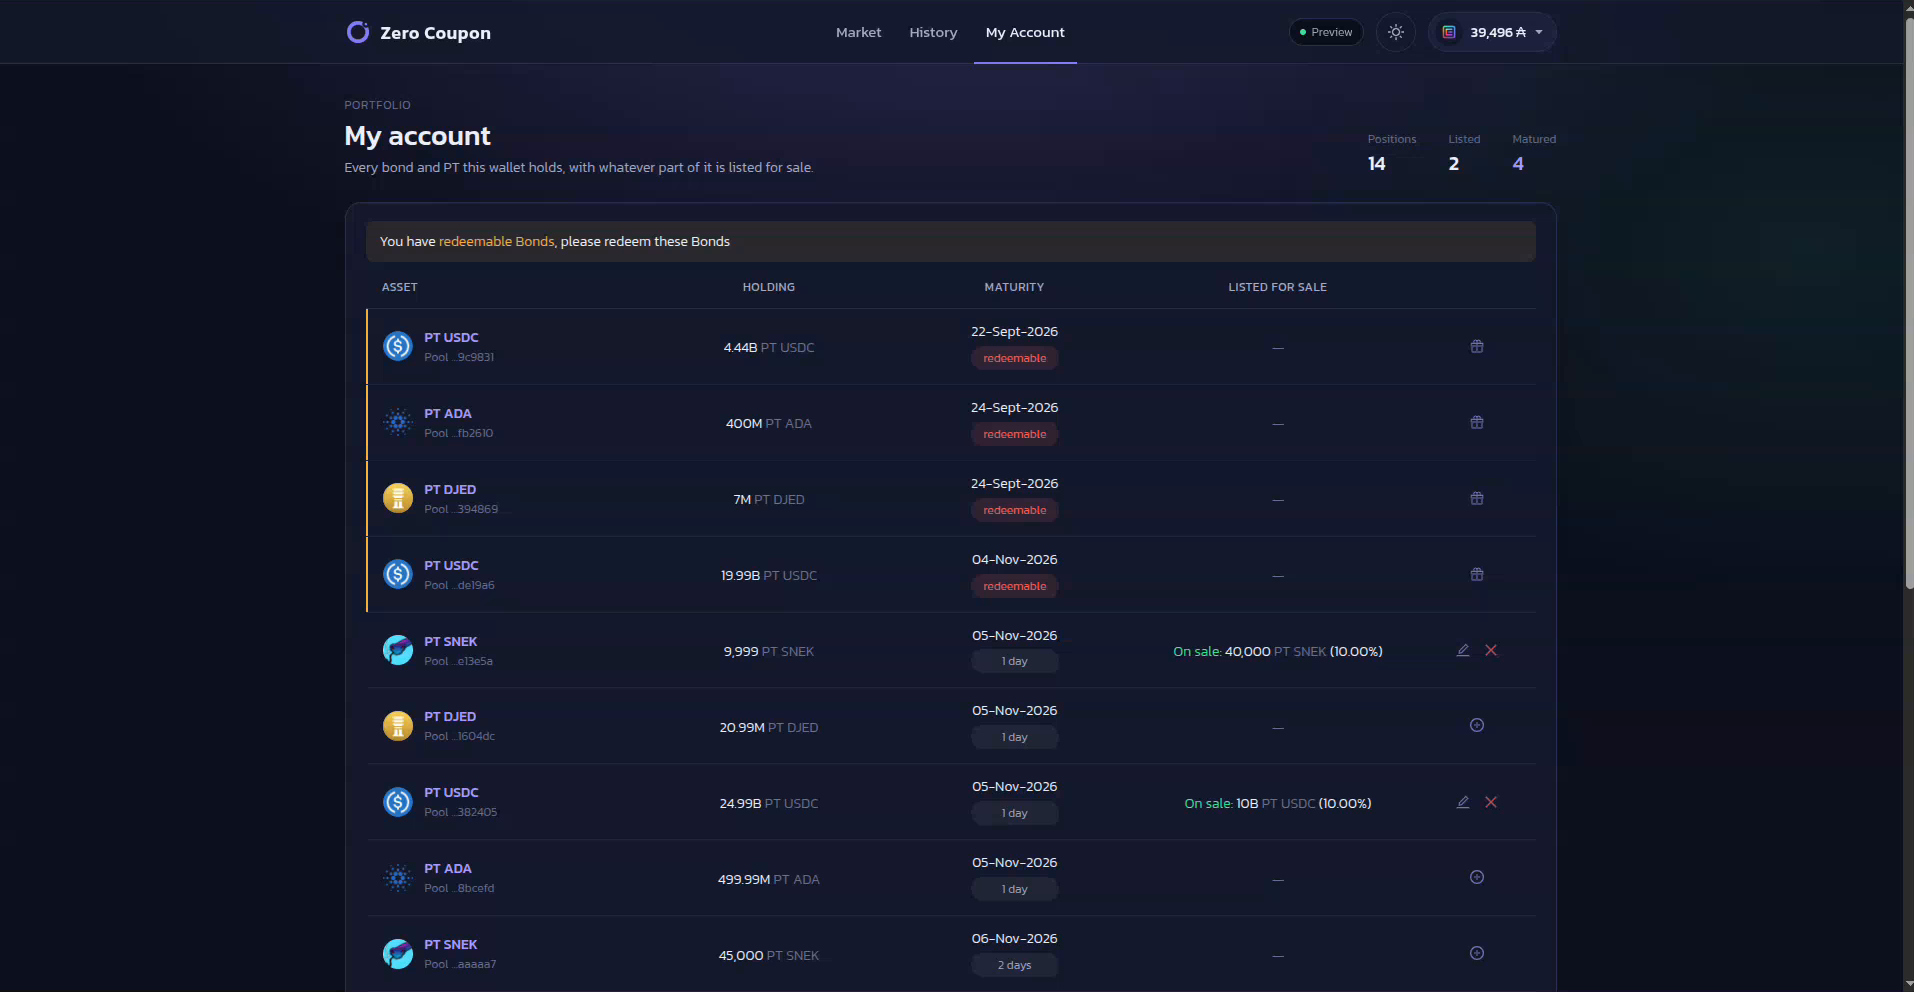 Zero Coupon
Market History My Account
Preview
39,496 ₳
PORTFOLIO
My account
Every bond and PT this wallet holds, with whatever part of it is listed for sale.
Positions Listed Matured
14 2 4
You have redeemable Bonds, please redeem these Bonds
ASSET HOLDING MATURITY LISTED FOR SALE
PT USDC
Pool ...9c9831
4.44B PT USDC
22-Sept-2026
redeemable
—
PT ADA
Pool ...fb2610
400M PT ADA
24-Sept-2026
redeemable
—
PT DJED
Pool ...394869
7M PT DJED
24-Sept-2026
redeemable
—
PT USDC
Pool ...de19a6
19.99B PT USDC
04-Nov-2026
redeemable
—
PT SNEK
Pool ...e13e5a
9,999 PT SNEK
05-Nov-2026
1 day
On sale: 40,000 PT SNEK (10.00%)
PT DJED
Pool ...1604dc
20.99M PT DJED
05-Nov-2026
1 day
—
PT USDC
Pool ...382405
24.99B PT USDC
05-Nov-2026
1 day
On sale: 10B PT USDC (10.00%)
PT ADA
Pool ...8bcefd
499.99M PT ADA
05-Nov-2026
1 day
—
PT SNEK
Pool ...aaaaa7
45,000 PT SNEK
06-Nov-2026
2 days
—